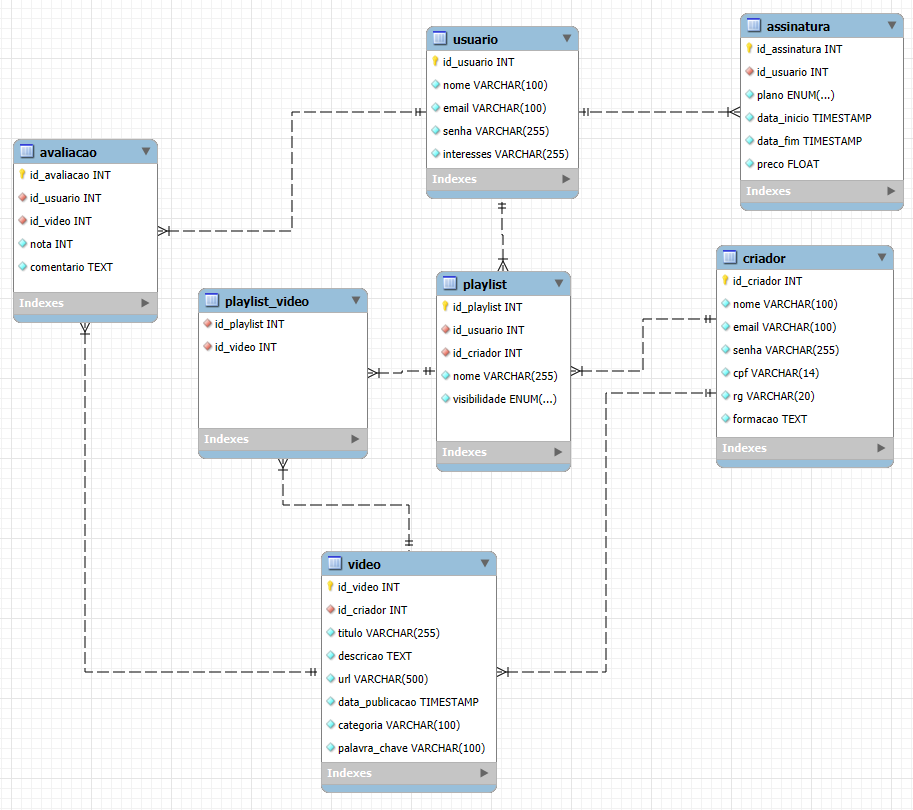 usuario
id_usuario INT
nome VARCHAR(100)
email VARCHAR(100)
senha VARCHAR(255)
interesses VARCHAR(255)
Indexes
assinatura
id_assinatura INT
id_usuario INT
plano ENUM(...)
data_inicio TIMESTAMP
data_fim TIMESTAMP
preco FLOAT
Indexes
avaliacao
id_avaliacao INT
id_usuario INT
id_video INT
nota INT
comentario TEXT
Indexes
playlist_video
id_playlist INT
id_video INT
Indexes
playlist
id_playlist INT
id_usuario INT
id_criador INT
nome VARCHAR(255)
visibilidade ENUM(...)
Indexes
criador
id_criador INT
nome VARCHAR(100)
email VARCHAR(100)
senha VARCHAR(255)
cpf VARCHAR(14)
rg VARCHAR(20)
formacao TEXT
Indexes
video
id_video INT
id_criador INT
titulo VARCHAR(255)
descricao TEXT
url VARCHAR(500)
data_publicacao TIMESTAMP
categoria VARCHAR(100)
palavra_chave VARCHAR(100)
Indexes